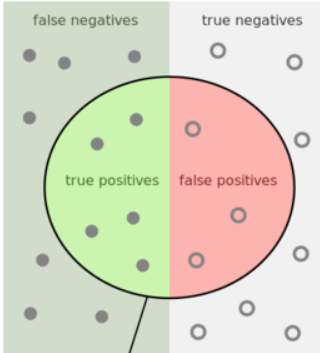 false negatives
true negatives
true positives
false positives